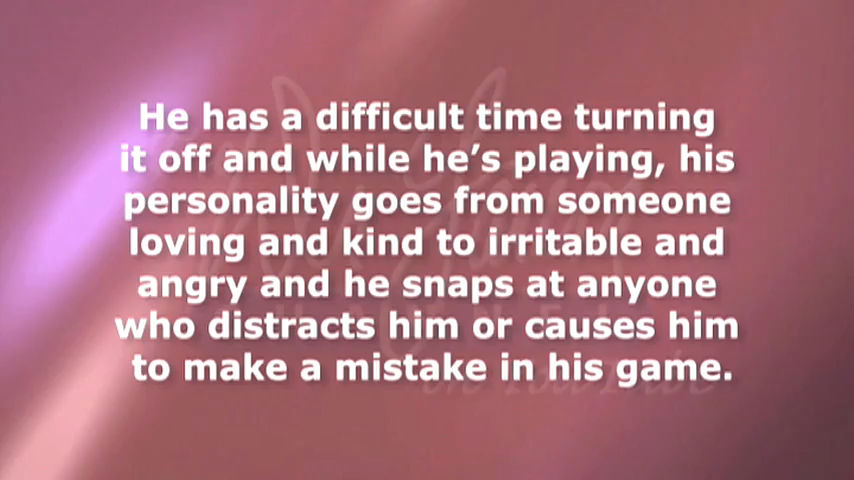 He has a difficult time turning
it off and while he’s playing, his
personality goes from someone
loving and kind to irritable and
angry and he snaps at anyone
who distracts him or causes him
to make a mistake in his game.